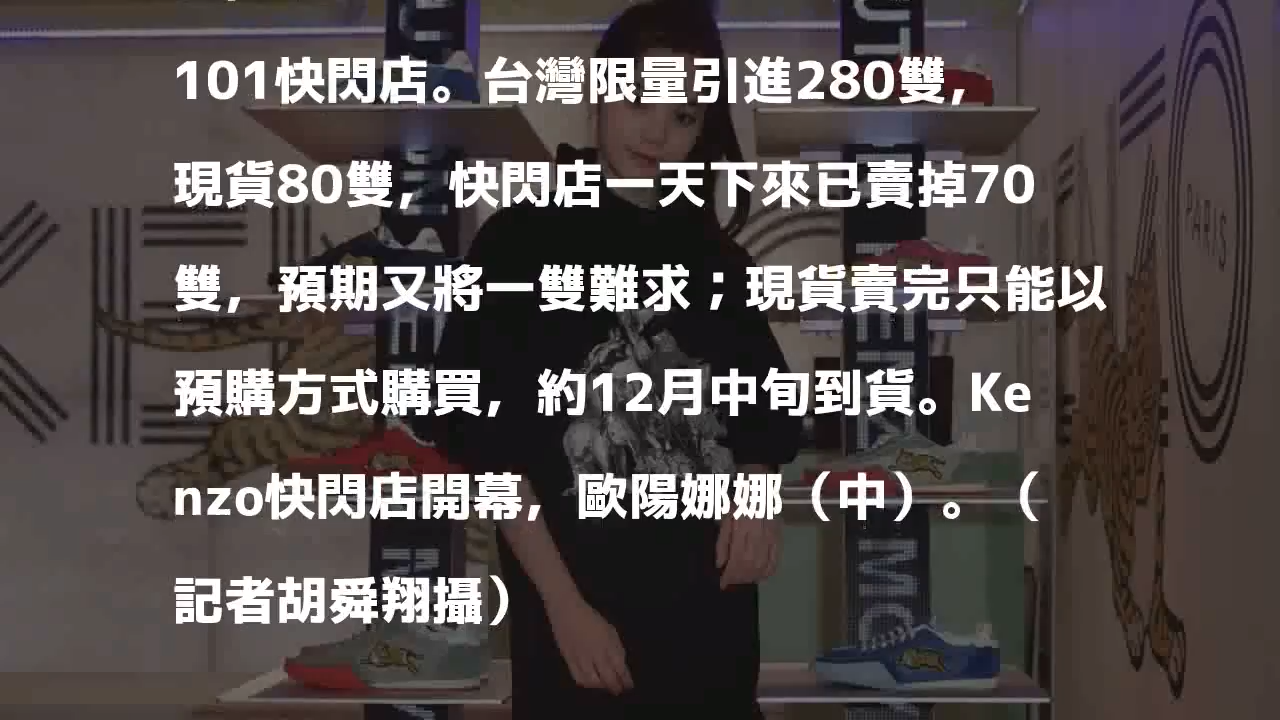 101快閃店。台灣限量引進280雙，
現貨80雙，快閃店一天下來已賣掉70
雙，預期又將一雙難求；現貨賣完只能以
預購方式購買，約12月中旬到貨。Ke
nzo快閃店開幕，歐陽娜娜（中）。（
記者胡舜翔攝）
PARIS